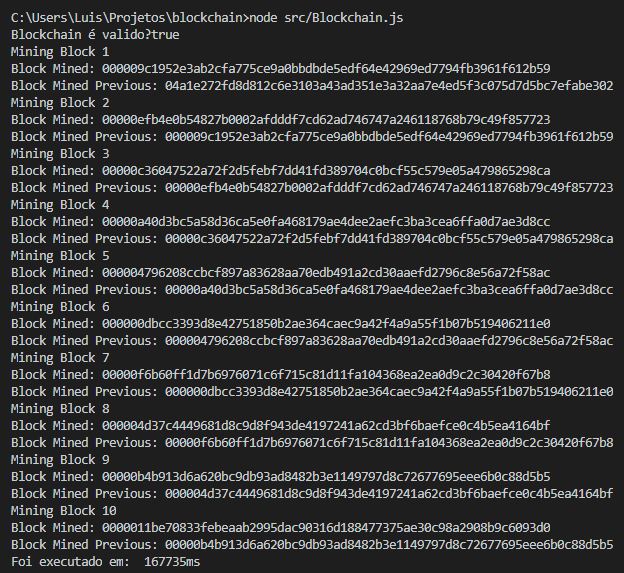 C:\Users\Luis\Projetos\blockchain>node src/Blockchain.js
Blockchain é valido?true
Mining Block 1
Block Mined: 000009c1952e3ab2cfa775ce9a0bbdbde5edf64e42969ed7794fb3961f612b59
Block Mined Previous: 04a1e272fd8d812c6e3103a43ad351e3a32aa7e4ed5f3c075d7d5bc7efabe302
Mining Block 2
Block Mined: 00000efb4e0b54827b0002afdddf7cd62ad746747a246118768b79c49f857723
Block Mined Previous: 000009c1952e3ab2cfa775ce9a0bbdbde5edf64e42969ed7794fb3961f612b59
Mining Block 3
Block Mined: 00000c36047522a72f2d5febf7dd41fd389704c0bcf55c579e05a479865298ca
Block Mined Previous: 00000efb4e0b54827b0002afdddf7cd62ad746747a246118768b79c49f857723
Mining Block 4
Block Mined: 00000a40d3bc5a58d36ca5e0fa468179ae4dee2aefc3ba3cea6ffa0d7ae3d8cc
Block Mined Previous: 00000c36047522a72f2d5febf7dd41fd389704c0bcf55c579e05a479865298ca
Mining Block 5
Block Mined: 000004796208ccbcf897a83628aa70edb491a2cd30aaefd2796c8e56a72f58ac
Block Mined Previous: 00000a40d3bc5a58d36ca5e0fa468179ae4dee2aefc3ba3cea6ffa0d7ae3d8cc
Mining Block 6
Block Mined: 000000dbcc3393d8e42751850b2ae364caec9a42f4a9a55f1b07b519406211e0
Block Mined Previous: 000004796208ccbcf897a83628aa70edb491a2cd30aaefd2796c8e56a72f58ac
Mining Block 7
Block Mined: 00000f6b60ff1d7b6976071c6f715c81d11fa104368ea2ea0d9c2c30420f67b8
Block Mined Previous: 000000dbcc3393d8e42751850b2ae364caec9a42f4a9a55f1b07b519406211e0
Mining Block 8
Block Mined: 000004d37c4449681d8c9d8f943de4197241a62cd3bf6baefce0c4b5ea4164bf
Block Mined Previous: 00000f6b60ff1d7b6976071c6f715c81d11fa104368ea2ea0d9c2c30420f67b8
Mining Block 9
Block Mined: 00000b4b913d6a620bc9db93ad8482b3e1149797d8c72677695eee6b0c88d5b5
Block Mined Previous: 000004d37c4449681d8c9d8f943de4197241a62cd3bf6baefce0c4b5ea4164bf
Mining Block 10
Block Mined: 0000011be70833febeaab2995dac90316d188477375ae30c98a2908b9c6093d0
Block Mined Previous: 00000b4b913d6a620bc9db93ad8482b3e1149797d8c72677695eee6b0c88d5b5
Foi executado em:  167735ms